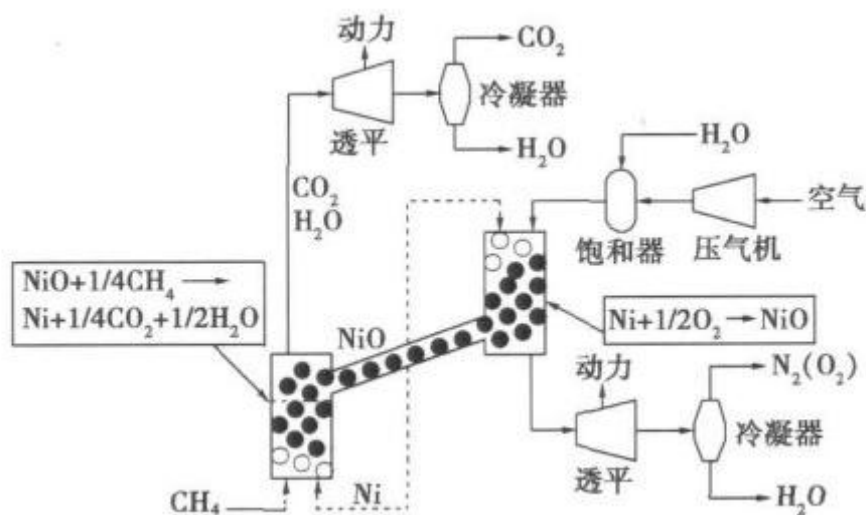 动力
CO₂
冷凝器
透平
H₂O
H₂O
CO₂
H₂O
空气
饱和器
压气机
NiO+1/4CH₄ →
Ni+1/4CO₂+1/2H₂O
NiO
Ni+1/2O₂ → NiO
动力
N₂(O₂)
冷凝器
透平
CH₄
Ni
H₂O